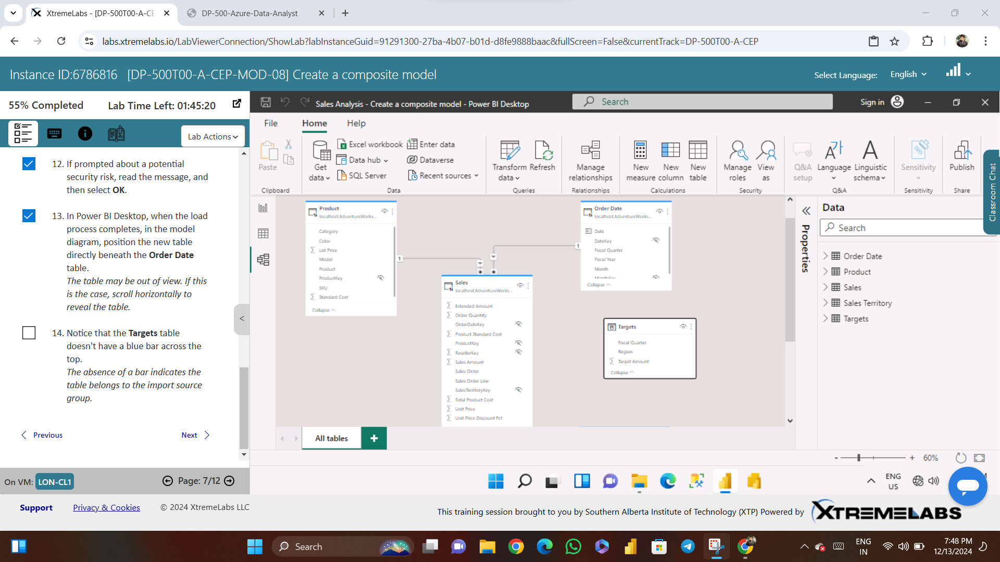 XtremeLabs - [DP-500T00-A-CE
DP-500-Azure-Data-Analyst
labs.xtremelabs.io/LabViewerConnection/ShowLab?labInstanceGuid=91291300-27ba-4b07-b01d-d8fe9888baac&fullScreen=False&currentTrack=DP-500T00-A-CEP
Instance ID:6786816 [DP-500T00-A-CEP-MOD-08] Create a composite model
Select Language: English
55% Completed
Lab Time Left: 01:45:20
Lab Actions
12. If prompted about a potential
security risk, read the message, and
then select OK.
13. In Power BI Desktop, when the load
process completes, in the model
diagram, position the new table
directly beneath the Order Date
table.
The table may be out of view. If this
is the case, scroll horizontally to
reveal the table.
14. Notice that the Targets table
doesn't have a blue bar across the
top.
The absence of a bar indicates the
table belongs to the import source
group.
< Previous
Next >
On VM: LON-CL1
Page: 7/12
Sales Analysis - Create a composite model - Power BI Desktop
Search
Sign in
File
Home
Help
Paste
Clipboard
Get
data
Excel workbook
Data hub
SQL Server
Enter data
Dataverse
Recent sources
Data
Transform
data
Refresh
Queries
Manage
relationships
Relationships
New
measure
New
column
New
table
Calculations
Manage
roles
View
as
Security
Q&A
setup
Language
Linguistic
schema
Q&A
Sensitivity
Sensitivity
Publish
Share
Classroom Chat
Product
localhost;AdventureWorks...
Category
Color
List Price
Model
Product
ProductKey
SKU
Standard Cost
Collapse
1
Sales
localhost;AdventureWorks...
Extended Amount
Order Quantity
OrderDateKey
Product Standard Cost
ProductKey
ResellerKey
Sales Amount
Sales Order
Sales Order Line
SalesTerritoryKey
Total Product Cost
Unit Price
Unit Price Discount Pct
* *
1
Order Date
localhost;AdventureWorks...
Date
DateKey
Fiscal Quarter
Fiscal Year
Month
MonthKey
Collapse
Targets
Fiscal Quarter
Region
Target Amount
Collapse
Properties
Data
Search
Order Date
Product
Sales
Sales Territory
Targets
All tables
+
- + 60%
ENG
US
Support
Privacy & Cookies
© 2024 XtremeLabs LLC
This training session brought to you by Southern Alberta Institute of Technology (XTP) Powered by
XTREMELABS
Search
ENG
IN
7:48 PM
12/13/2024